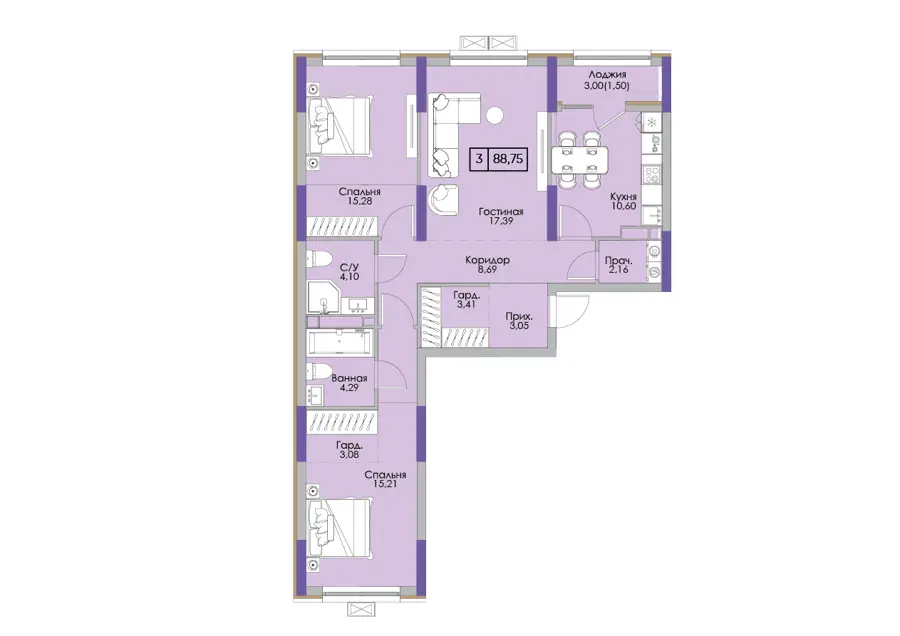 Лоджия
3,00(1,50)
3 88,75
Спальня
15,28
Кухня
10,60
Гостиная
17,39
С/У
4,10
Коридор
8,69
Прач.
2,16
Гард.
3,41
Прих.
3,05
Ванная
4,29
Гард.
3,08
Спальня
15,21